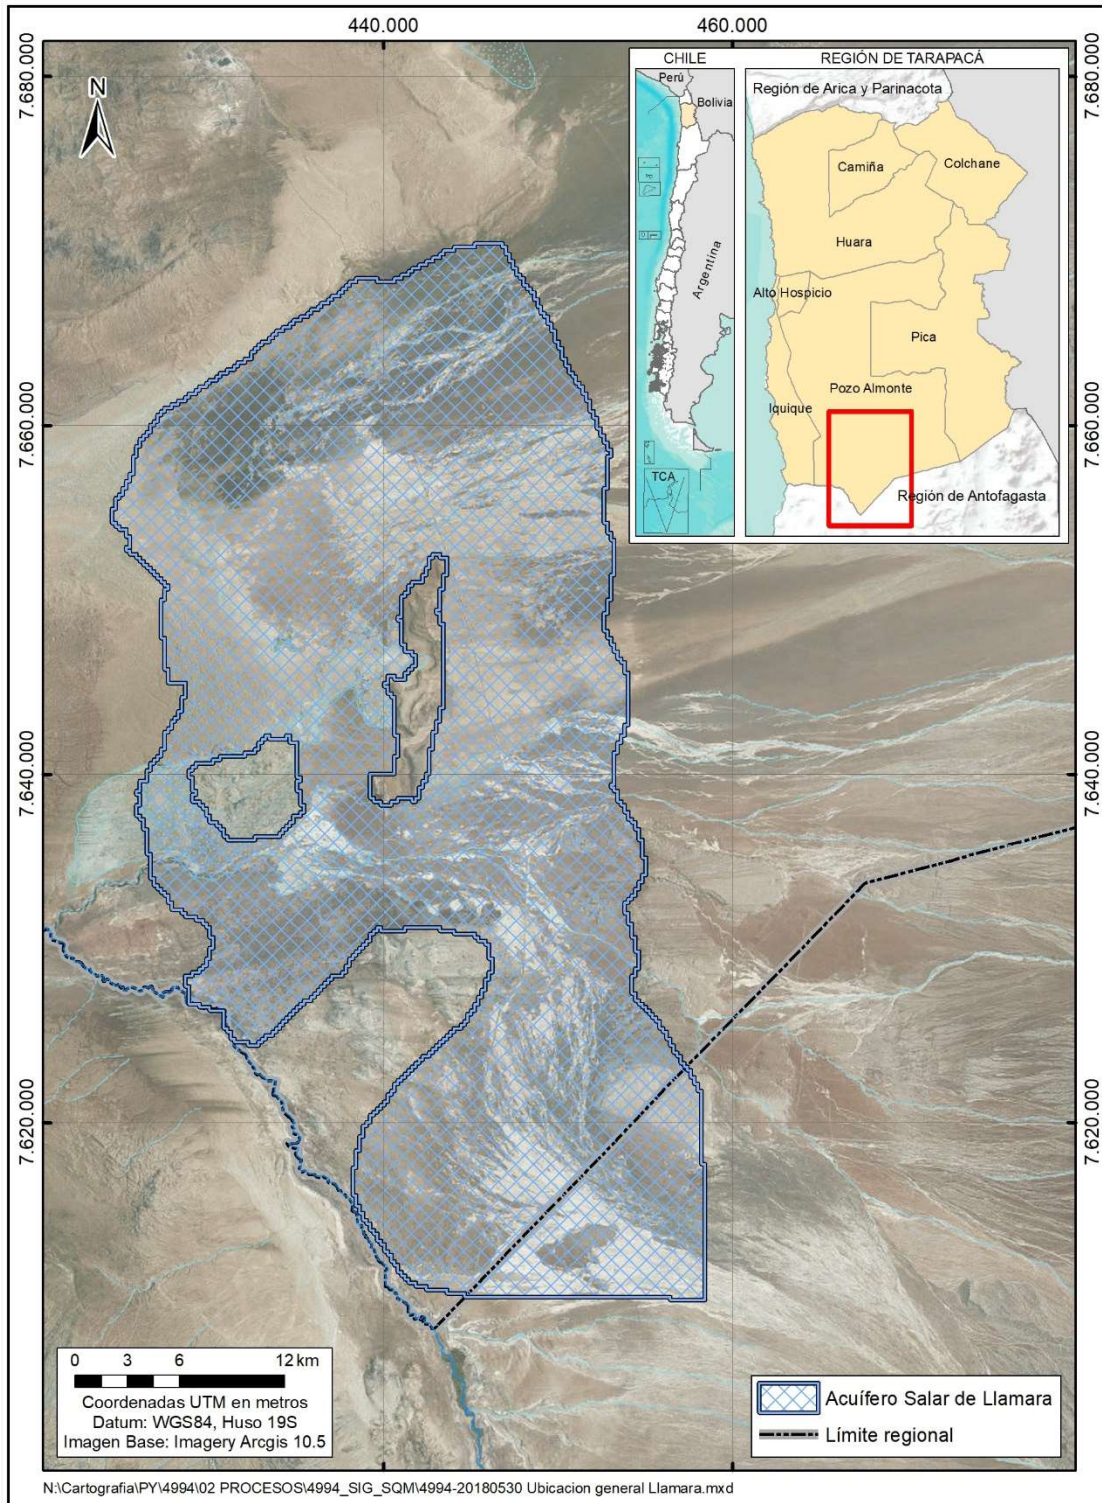 440.000
460.000
7.680.000
7.680.000
N
CHILE
REGIÓN DE TARAPACÁ
Perú
Bolivia
Argentina
TCA
Región de Arica y Parinacota
Camiña
Colchane
Huara
Alto Hospicio
Pica
Pozo Almonte
Iquique
Región de Antofagasta
7.660.000
7.660.000
7.640.000
7.640.000
7.620.000
7.620.000
0 3 6 12 km
Coordenadas UTM en metros
Datum: WGS84, Huso 19S
Imagen Base: Imagery Arcgis 10.5
Acuífero Salar de Llamara
Límite regional
N:\Cartografia\PY\4994\02 PROCESOS\4994_SIG_SQM\4994-20180530 Ubicacion general Llamara.mxd